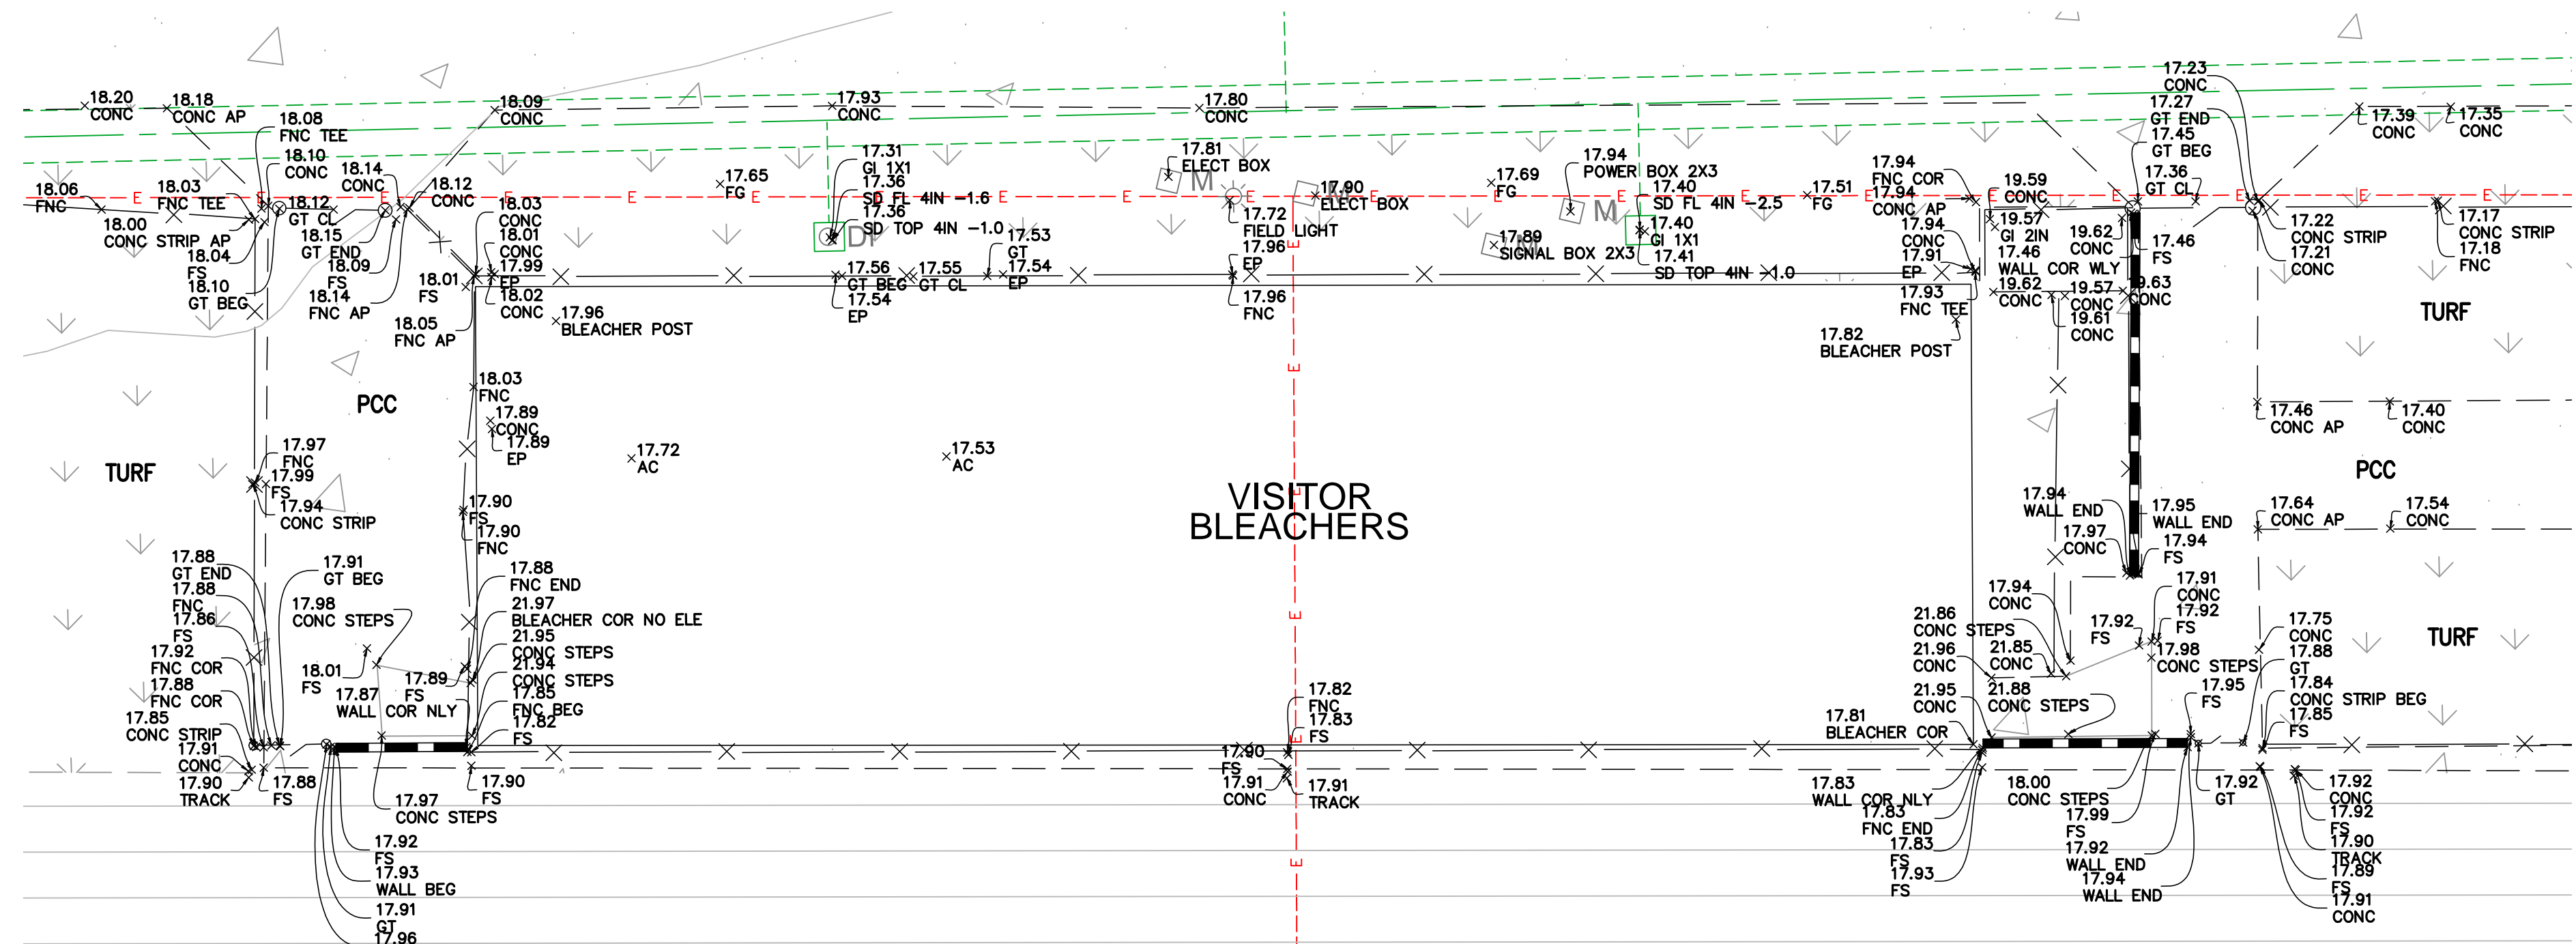 18.20
CONC
18.18
CONC AP
18.08
FNC TEE
18.10
CONC
18.14
CONC
18.12
CONC
18.09
CONC
17.93
CONC
17.80
CONC
17.23
CONC
17.27
GT END
17.45
GT BEG
17.36
GT CL
17.39
CONC
17.35
CONC
18.06
FNC
18.03
FNC TEE
18.00
CONC STRIP AP
18.04
FS
18.10
GT BEG
18.12
GT CL
18.15
GT END
18.09
FS
18.14
FNC AP
18.03
CONC
18.01
CONC
17.99
EP
18.02
CONC
18.01
FS
18.05
FNC AP
17.65
FG
17.31
GI 1X1
17.36
SD FL 4IN -1.6
17.36
SD TOP 4IN -1.0
17.56
GT BEG
17.55
GT CL
17.54
EP
17.53
GT
17.54
EP
17.81
ELECT BOX
M
17.90
ELECT BOX
17.72
FIELD LIGHT
17.96
EP
17.96
FNC
17.69
FG
17.94
POWER BOX 2X3
M
17.89
SIGNAL BOX 2X3
17.40
SD FL 4IN -2.5
17.40
GI 1X1
17.41
SD TOP 4IN -1.0
17.51
FG
17.94
FNC COR
17.94
CONC AP
17.94
CONC
17.91
EP
17.93
FNC TEE
17.82
BLEACHER POST
19.59
CONC
19.57
GI 2IN
17.46
WALL COR WLY
19.62
CONC
19.62
CONC
19.57
CONC
19.61
CONC
19.63
CONC
17.46
FS
17.22
CONC STRIP
17.21
CONC
17.17
CONC STRIP
17.18
FNC
TURF
17.96
BLEACHER POST
PCC
18.03
FNC
17.89
CONC
17.89
EP
17.72
AC
17.53
AC
VISITOR
BLEACHERS
17.46
CONC AP
17.40
CONC
PCC
17.64
CONC AP
17.54
CONC
TURF
TURF
17.97
FNC
17.99
FS
17.94
CONC STRIP
17.90
FS
17.90
FNC
17.94
WALL END
17.97
CONC
17.95
WALL END
17.94
FS
17.88
GT END
17.88
FNC
17.86
FS
17.92
FNC COR
17.88
FNC COR
17.85
CONC STRIP
17.91
CONC
17.90
TRACK
17.91
GT BEG
17.98
CONC STEPS
18.01
FS
17.87
WALL COR NLY
17.89
FS
17.88
FNC END
21.97
BLEACHER COR NO ELE
21.95
CONC STEPS
21.94
CONC STEPS
17.85
FNC BEG
17.82
FS
17.88
FS
17.90
FS
17.97
CONC STEPS
17.92
FS
17.93
WALL BEG
17.91
GT
17.96
17.82
FNC
17.83
FS
17.90
FS
17.91
CONC
17.91
TRACK
17.94
CONC
21.86
CONC STEPS
21.96
CONC
21.85
CONC
21.95
CONC
21.88
CONC STEPS
17.81
BLEACHER COR
17.91
CONC
17.92
FS
17.92
FS
17.98
CONC STEPS
17.95
FS
17.75
CONC
17.88
GT
17.84
CONC STRIP BEG
17.85
FS
17.83
WALL COR NLY
17.83
FNC END
17.83
FS
17.93
FS
18.00
CONC STEPS
17.99
FS
17.92
WALL END
17.94
WALL END
17.92
GT
17.92
CONC
17.92
FS
17.90
TRACK
17.89
FS
17.91
CONC